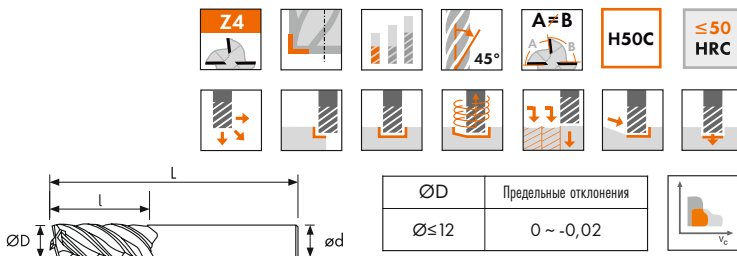 Z4
45°
A≠B
A B
H50C
≤50
HRC
L
l
ØD
ød
ØD Предельные отклонения
Ø≤12 0 ~ -0,02
Vc